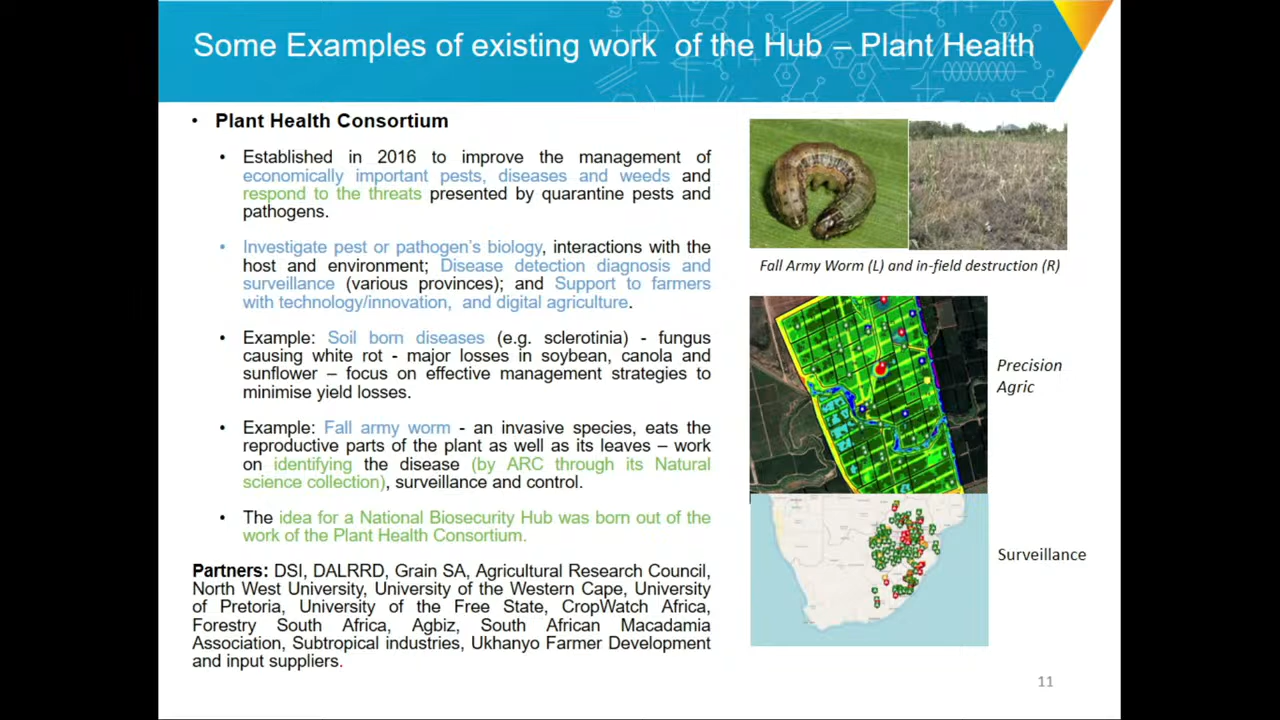 Some Examples of existing work of the Hub – Plant Health
• Plant Health Consortium
• Established in 2016 to improve the management of
economically important pests, diseases and weeds and
respond to the threats presented by quarantine pests and
pathogens.
• Investigate pest or pathogen's biology, interactions with the
host and environment; Disease detection diagnosis and
surveillance (various provinces); and Support to farmers
with technology/innovation, and digital agriculture.
• Example: Soil born diseases (e.g. sclerotinia) - fungus
causing white rot - major losses in soybean, canola and
sunflower – focus on effective management strategies to
minimise yield losses.
• Example: Fall army worm - an invasive species, eats the
reproductive parts of the plant as well as its leaves – work
on identifying the disease (by ARC through its Natural
science collection), surveillance and control.
• The idea for a National Biosecurity Hub was born out of the
work of the Plant Health Consortium.
Partners: DSI, DALRRD, Grain SA, Agricultural Research Council,
North West University, University of the Western Cape, University
of Pretoria, University of the Free State, CropWatch Africa,
Forestry South Africa, Agbiz, South African Macadamia
Association, Subtropical industries, Ukhanyo Farmer Development
and input suppliers.
Fall Army Worm (L) and in-field destruction (R)
Precision
Agric
Surveillance
11